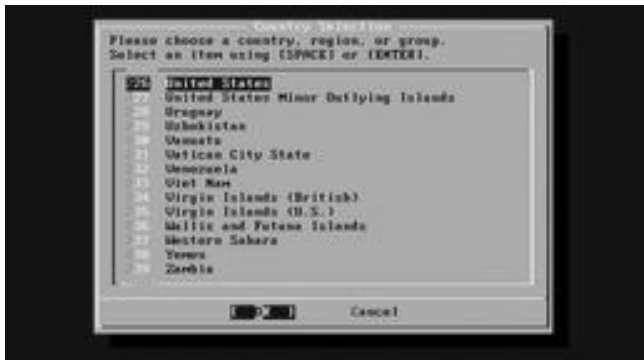 Country Selection
Please choose a country, region, or group.
Select an item using [SPACE] or [ENTER].
United States
United States Minor Outlying Islands
Uruguay
Uzbekistan
Vanuatu
Vatican City State
Venezuela
Viet Nam
Virgin Islands (British)
Virgin Islands (U.S.)
Wallis and Futuna Islands
Western Sahara
Yemen
Zambia
[ OK ] Cancel